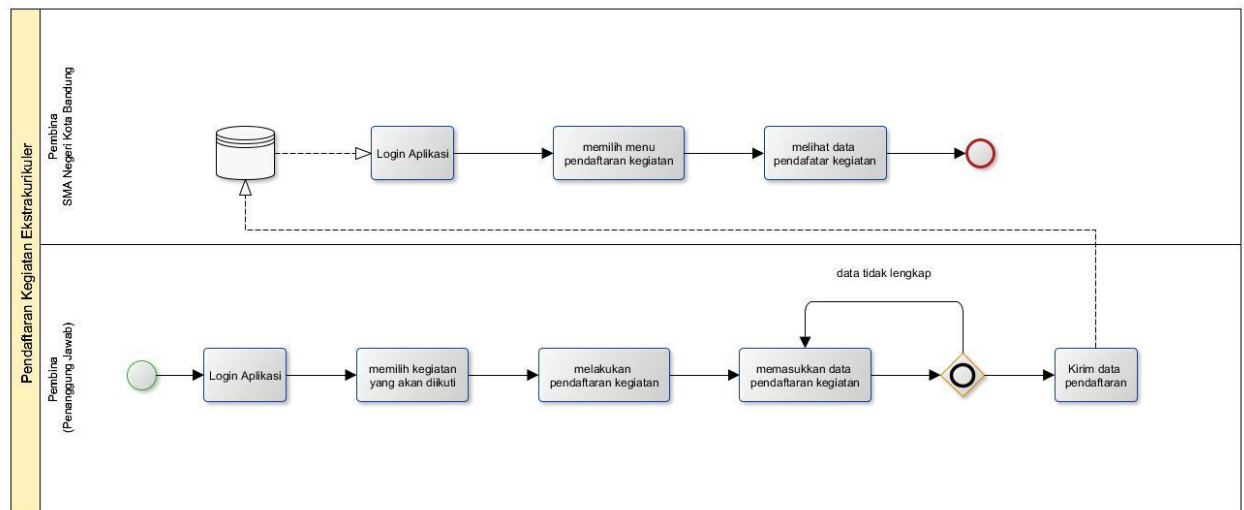 Pendaftaran Kegiatan Ekstrakurikuler
Pembina
SMA Negeri Kota Bandung
Login Aplikasi
memilih menu
pendaftaran kegiatan
melihat data
pendafatar kegiatan
Pembina
(Penanggung Jawab)
data tidak lengkap
Login Aplikasi
memilih kegiatan
yang akan diikuti
melakukan
pendaftaran kegiatan
memasukkan data
pendaftaran kegiatan
Kirim data
pendaftaran